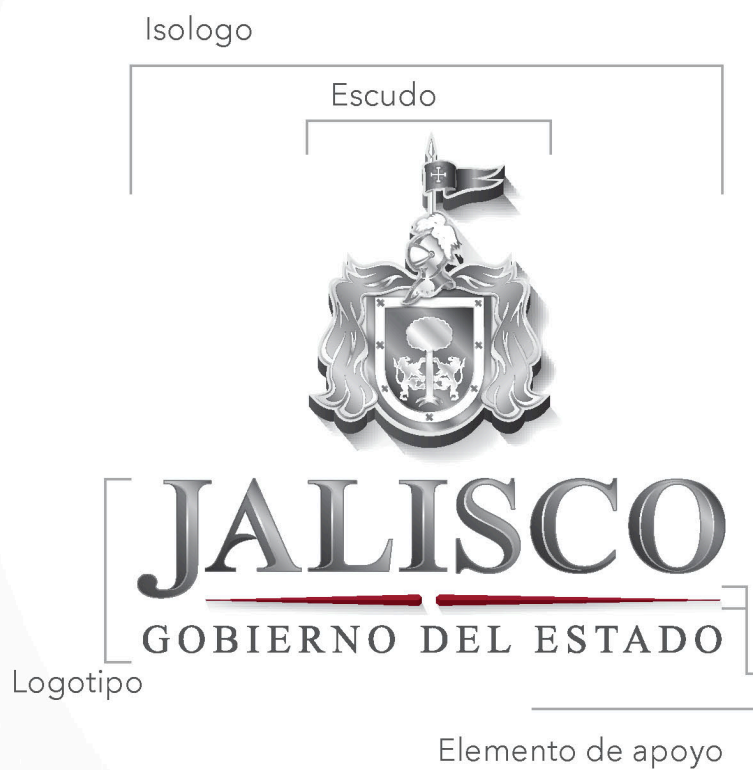 Isologo
Escudo
JALISCO
GOBIERNO DEL ESTADO
Logotipo
Elemento de apoyo